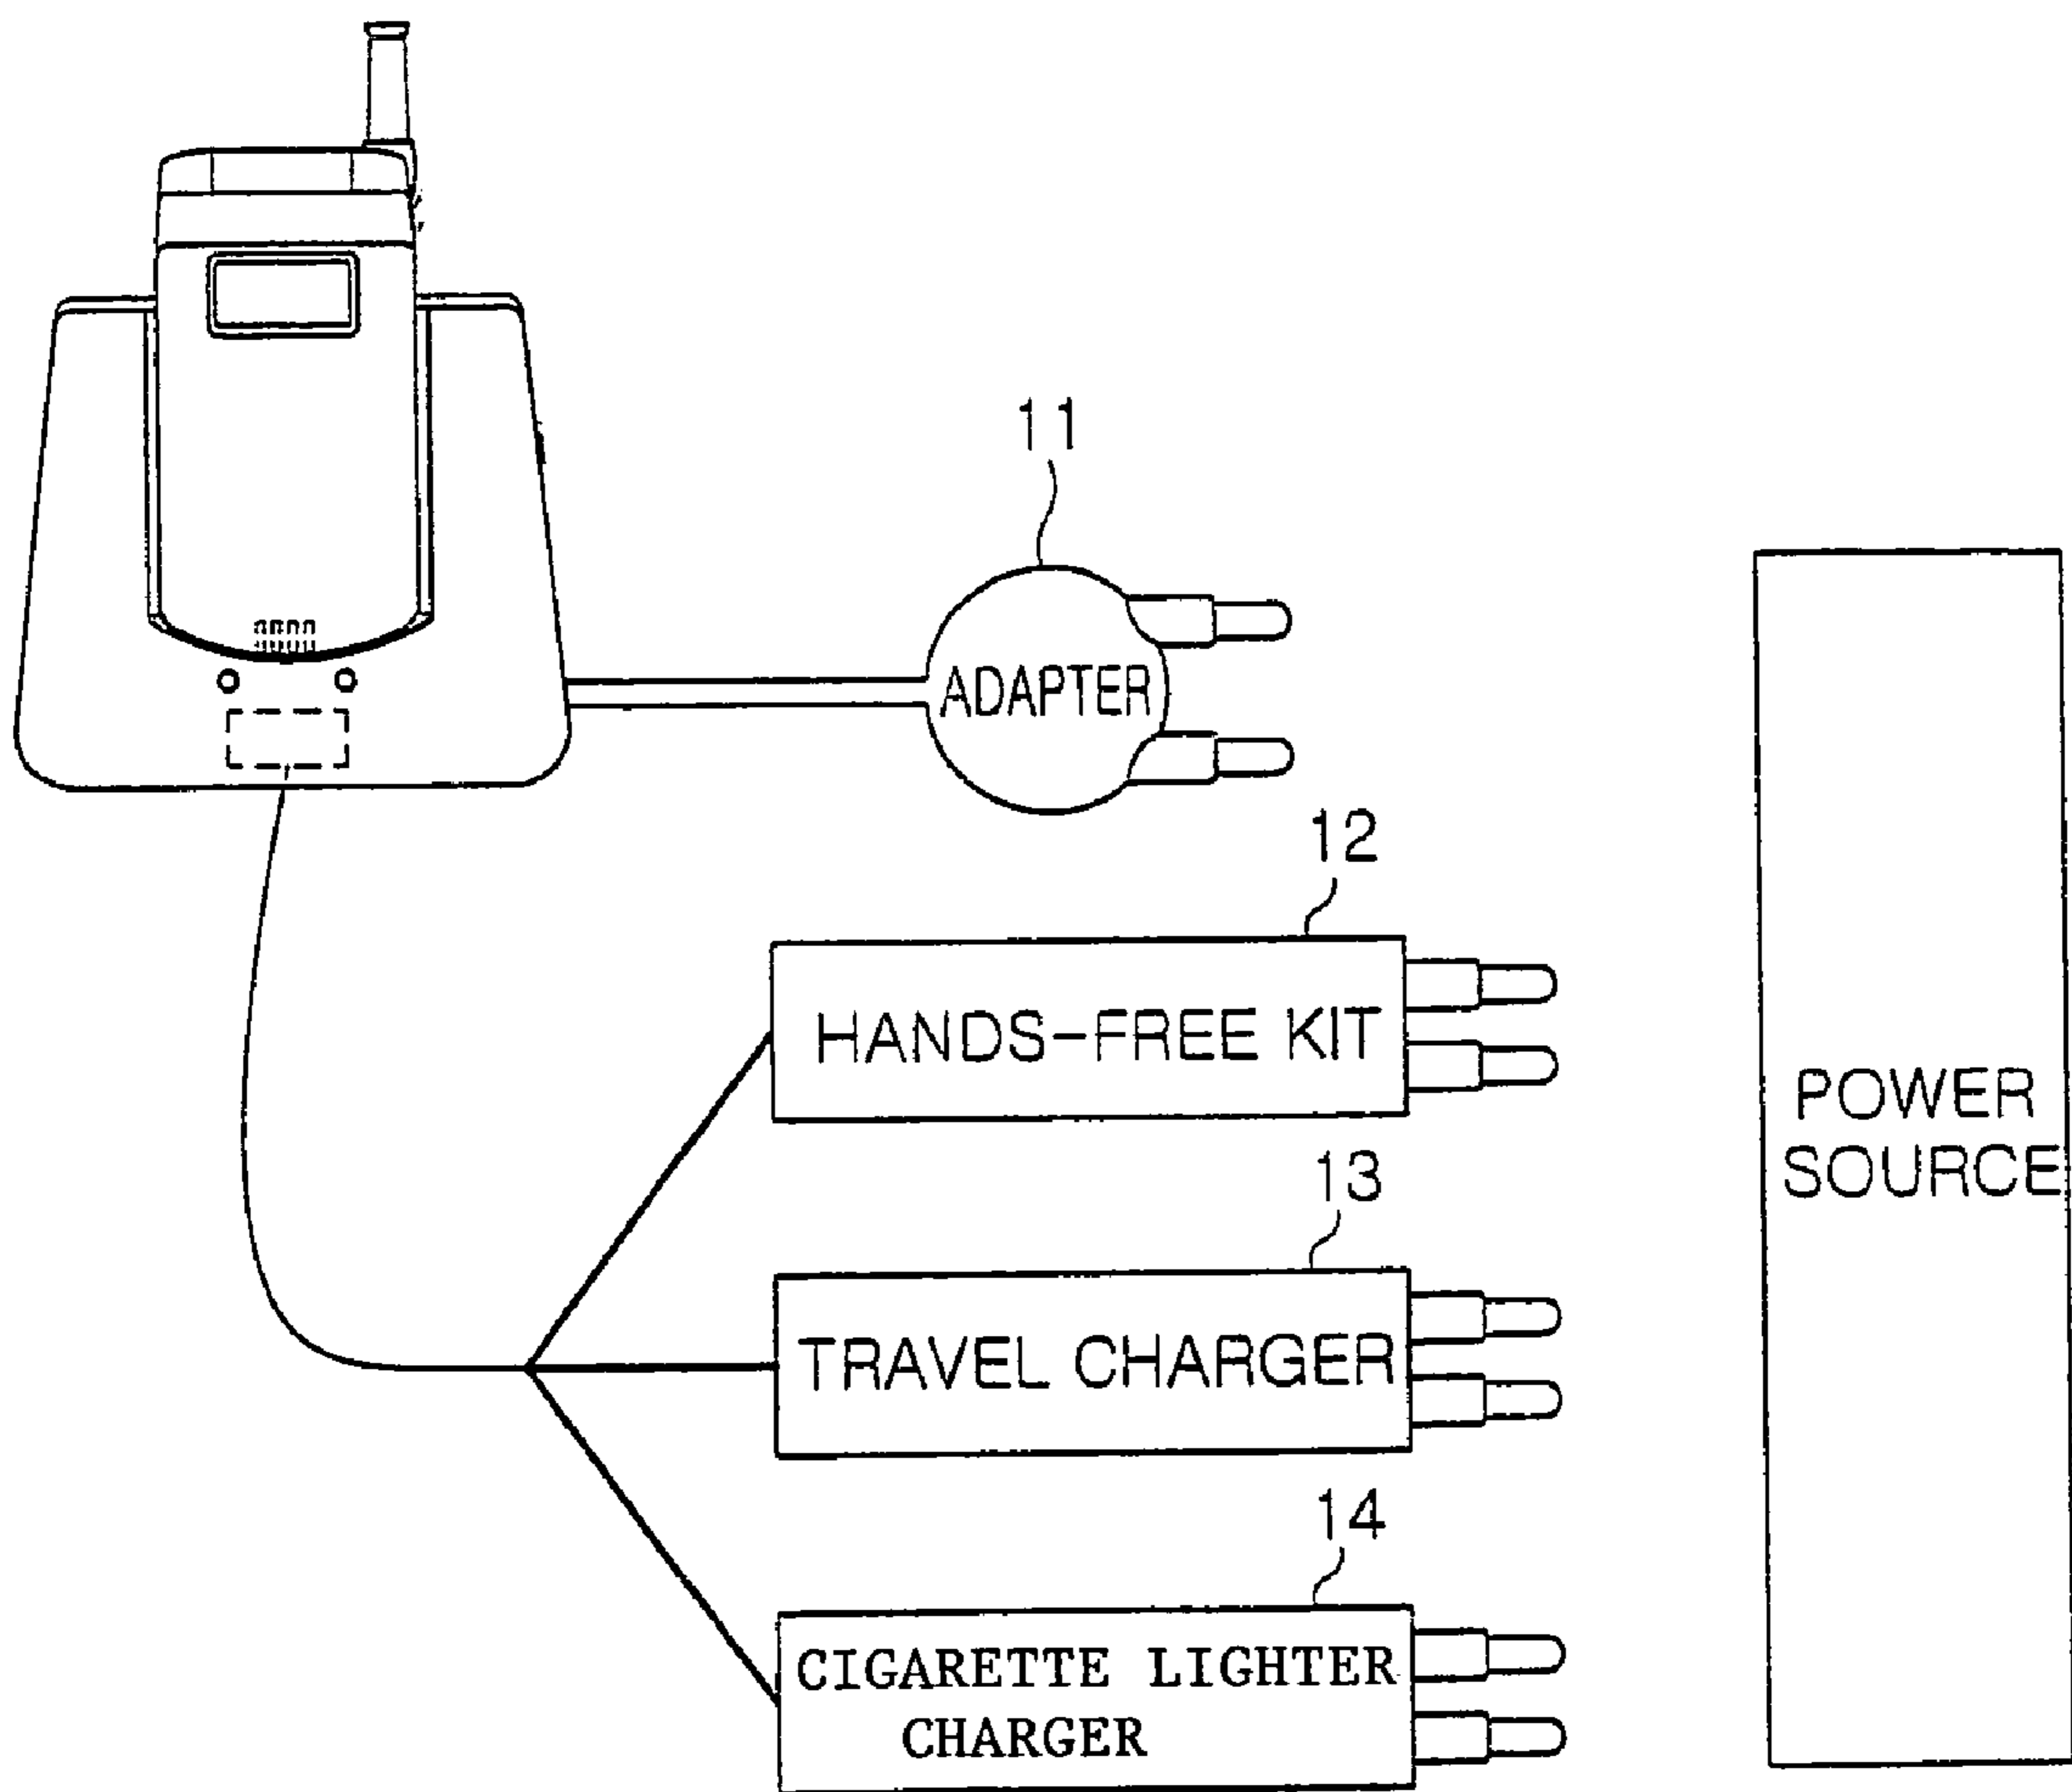 11
ADAPTER
12
HANDS-FREE KIT
POWER
SOURCE
13
TRAVEL CHARGER
14
CIGARETTE LIGHTER
CHARGER